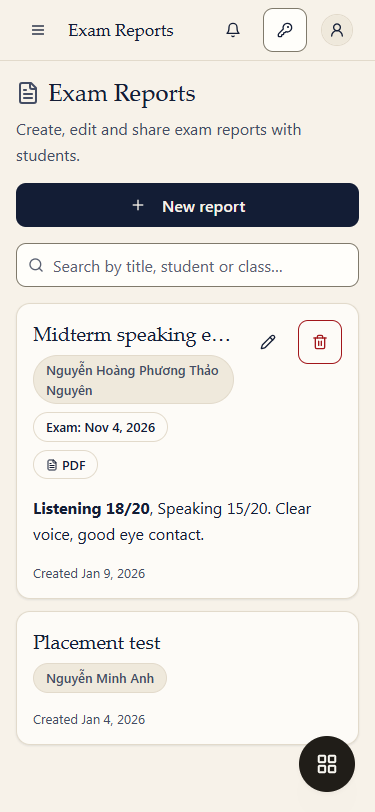 Exam Reports
Exam Reports
Create, edit and share exam reports with
students.
New report
Search by title, student or class...
Midterm speaking e...
Nguyễn Hoàng Phương Thảo
Nguyên
Exam: Nov 4, 2026
PDF
Listening 18/20, Speaking 15/20. Clear
voice, good eye contact.
Created Jan 9, 2026
Placement test
Nguyễn Minh Anh
Created Jan 4, 2026